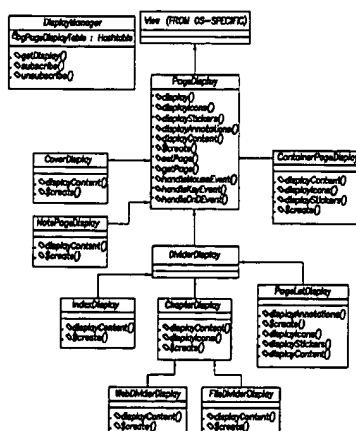 DisplayManager
bgPageDisplayTable : Hashtable
getDisplay()
subscribe()
unsubscribe()
View (FROM OS-SPECIFIC)
PageDisplay
display()
displayIcons()
displayStickers()
displayAnnotations()
displayContent()
$create()
setPage()
getPage()
handleMouseEvent()
handleKeyEvent()
handleDnDEvent()
CoverDisplay
displayContent()
$create()
NotePageDisplay
displayContent()
$create()
ContainerPageDisplay
displayContent()
displayIcons()
displayStickers()
$create()
DividerDisplay
IndexDisplay
displayContent()
$create()
ChapterDisplay
displayContent()
displayIcons()
$create()
PageListDisplay
displayAnnotations()
$create()
displayIcons()
displayStickers()
displayContent()
WebDividerDisplay
displayContent()
$create()
FileDividerDisplay
displayContent()
$create()